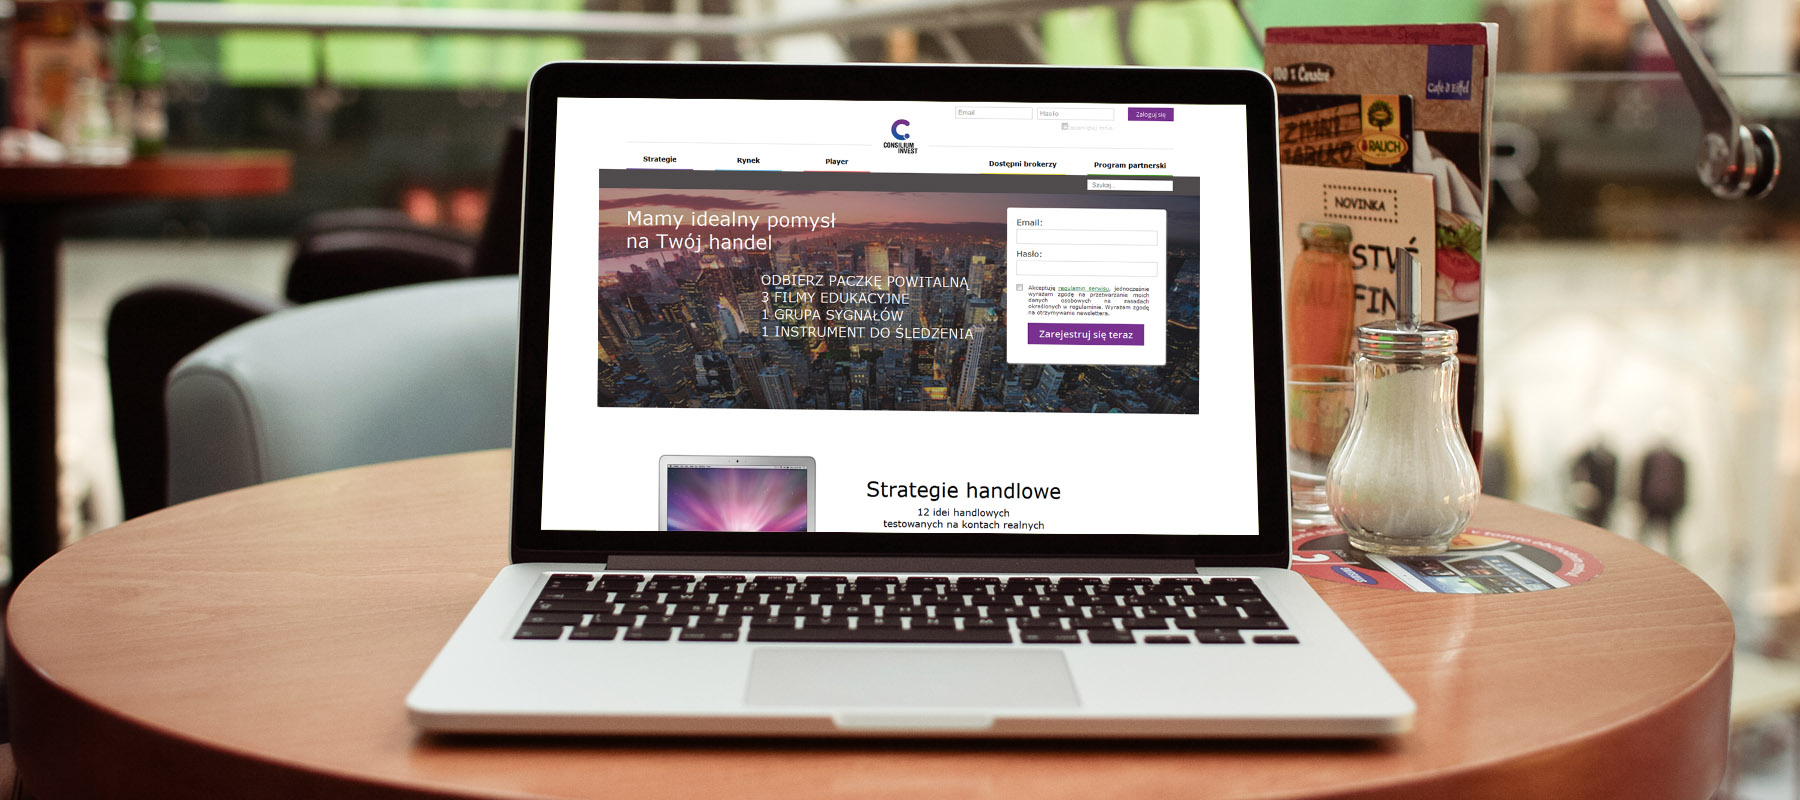 Email
Hasło
Zaloguj się
CONSILIUM
INVEST
Strategie
Rynek
Player
Dostępni brokerzy
Program partnerski
Szukaj...
Mamy idealny pomysł
na Twój handel
ODBIERZ PACZKĘ POWITALNĄ
3 FILMY EDUKACYJNE
1 GRUPA SYGNAŁÓW
1 INSTRUMENT DO ŚLEDZENIA
Email:
Hasło:
Akceptuję regulamin serwisu, jednocześnie
wyrażam zgodę na przetwarzanie moich
danych osobowych na zasadach
określonych w regulaminie. Wyrażam zgodę
na otrzymywanie newslettera.
Zarejestruj się teraz
Strategie handlowe
12 idei handlowych
testowanych na kontach realnych
100 % Čerstvé
Café d'Eiffel
ZIMNÍ
JABLKO
RAUCH
NOVINKA